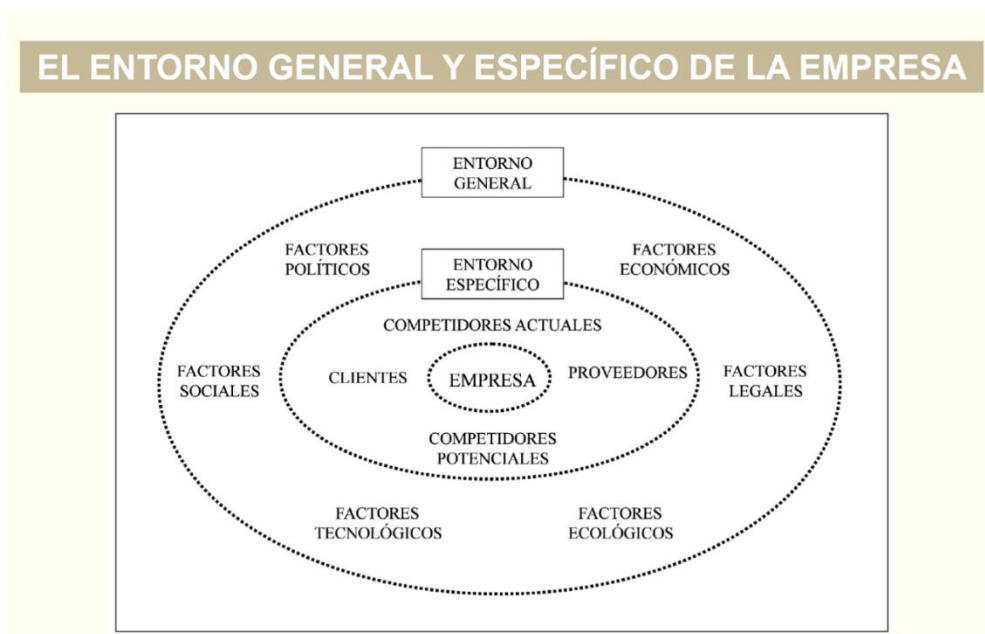 EL ENTORNO GENERAL Y ESPECÍFICO DE LA EMPRESA
ENTORNO
GENERAL
FACTORES
POLÍTICOS
FACTORES
ECONÓMICOS
ENTORNO
ESPECÍFICO
COMPETIDORES ACTUALES
FACTORES
SOCIALES
CLIENTES
EMPRESA
PROVEEDORES
FACTORES
LEGALES
COMPETIDORES
POTENCIALES
FACTORES
TECNOLÓGICOS
FACTORES
ECOLÓGICOS